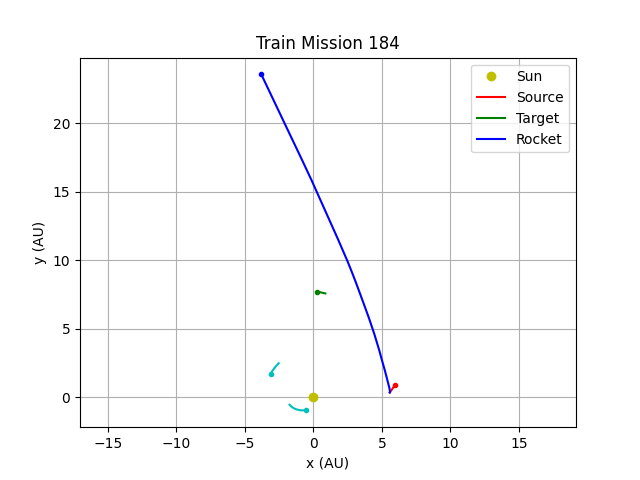 Train Mission 184
Sun
Source
Target
Rocket
20
15
10
5
0
y (AU)
−15
−10
−5
0
5
10
15
x (AU)